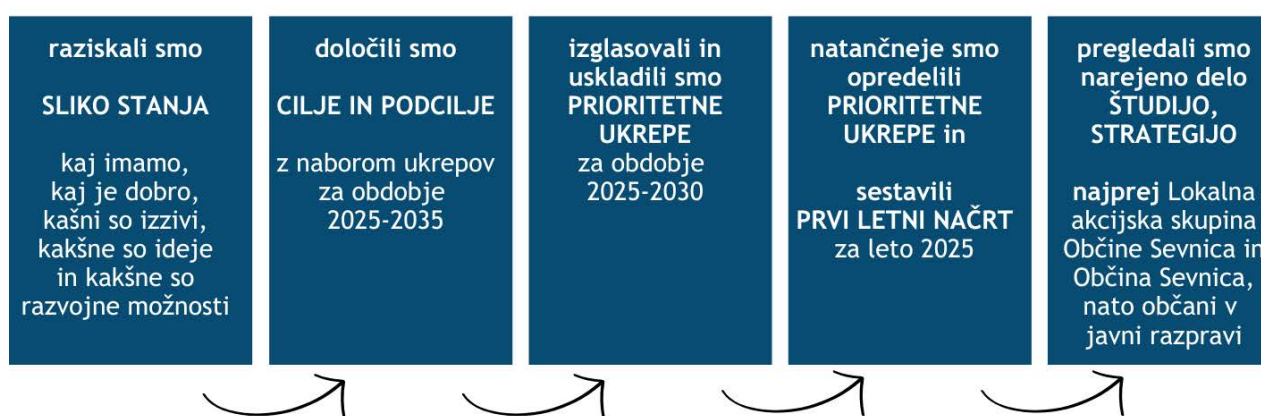 raziskali smo
SLIKO STANJA
kaj imamo,
kaj je dobro,
kašni so izzivi,
kakšne so ideje
in kakšne so
razvojne možnosti
določili smo
CILJE IN PODCILJE
z naborom ukrepov
za obdobje
2025-2035
izglasovali in
uskladili smo
PRIORITETNE
UKREPE
za obdobje
2025-2030
natančneje smo
opredelili
PRIORITETNE
UKREPE in
sestavili
PRVI LETNI NAČRT
za leto 2025
pregledali smo
narejeno delo
ŠTUDIJO,
STRATEGIJO
najprej Lokalna
akcijska skupina
Občine Sevnica in
Občina Sevnica,
nato občani v
javni razpravi